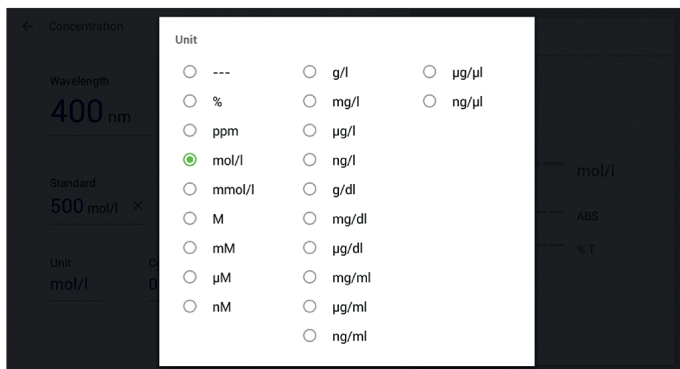 ← Concentration
Wavelength
400 nm
Standard
500 mol/l ×
Unit
mol/l
0
Unit
---
%
ppm
mol/l
mmol/l
M
mM
µM
nM
g/l
mg/l
µg/l
ng/l
g/dl
mg/dl
µg/dl
mg/ml
µg/ml
ng/ml
µg/µl
ng/µl
mol/l
ABS
% T